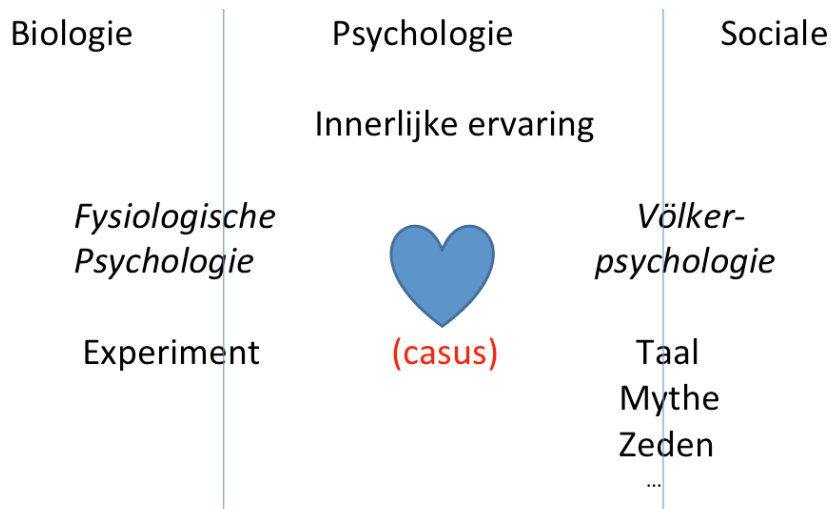 Biologie Psychologie Sociale
Innerlijke ervaring
Fysiologische Völker-
Psychologie psychologie
Experiment (casus) Taal
Mythe
Zeden
...